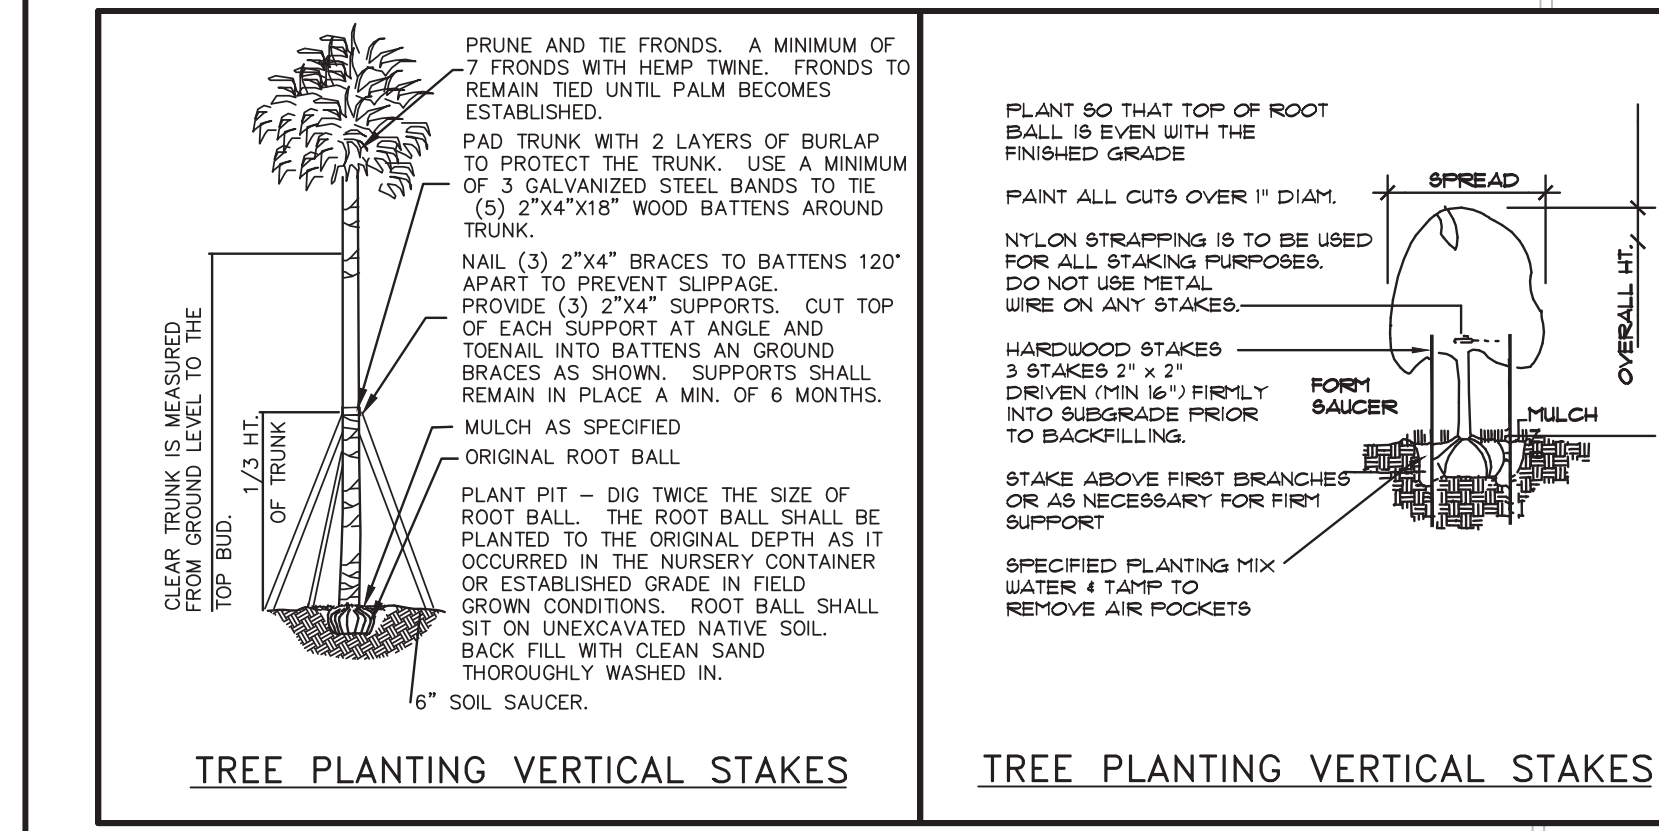 PRUNE AND TIE FRONDS. A MINIMUM OF
7 FRONDS WITH HEMP TWINE. FRONDS TO
REMAIN TIED UNTIL PALM BECOMES
ESTABLISHED.
PAD TRUNK WITH 2 LAYERS OF BURLAP
TO PROTECT THE TRUNK. USE A MINIMUM
OF 3 GALVANIZED STEEL BANDS TO TIE
(5) 2"X4"X18" WOOD BATTENS AROUND
TRUNK.
NAIL (3) 2"X4" BRACES TO BATTENS 120°
APART TO PREVENT SLIPPAGE.
PROVIDE (3) 2"X4" SUPPORTS. CUT TOP
OF EACH SUPPORT AT ANGLE AND
TOENAIL INTO BATTENS AN GROUND
BRACES AS SHOWN. SUPPORTS SHALL
REMAIN IN PLACE A MIN. OF 6 MONTHS.
MULCH AS SPECIFIED
ORIGINAL ROOT BALL
PLANT PIT – DIG TWICE THE SIZE OF
ROOT BALL. THE ROOT BALL SHALL BE
PLANTED TO THE ORIGINAL DEPTH AS IT
OCCURRED IN THE NURSERY CONTAINER
OR ESTABLISHED GRADE IN FIELD
GROWN CONDITIONS. ROOT BALL SHALL
SIT ON UNEXCAVATED NATIVE SOIL.
BACK FILL WITH CLEAN SAND
THOROUGHLY WASHED IN.
6" SOIL SAUCER.
CLEAR TRUNK IS MEASURED
FROM GROUND LEVEL TO THE
TOP BUD.
1/3 HT.
OF TRUNK
TREE PLANTING VERTICAL STAKES
PLANT SO THAT TOP OF ROOT
BALL IS EVEN WITH THE
FINISHED GRADE
PAINT ALL CUTS OVER 1" DIAM.
NYLON STRAPPING IS TO BE USED
FOR ALL STAKING PURPOSES.
DO NOT USE METAL
WIRE ON ANY STAKES.
HARDWOOD STAKES
3 STAKES 2" x 2"
DRIVEN (MIN 16") FIRMLY
INTO SUBGRADE PRIOR
TO BACKFILLING.
STAKE ABOVE FIRST BRANCHES
OR AS NECESSARY FOR FIRM
SUPPORT
SPECIFIED PLANTING MIX
WATER & TAMP TO
REMOVE AIR POCKETS
SPREAD
OVERALL HT.
FORM
SAUCER
MULCH
TREE PLANTING VERTICAL STAKES